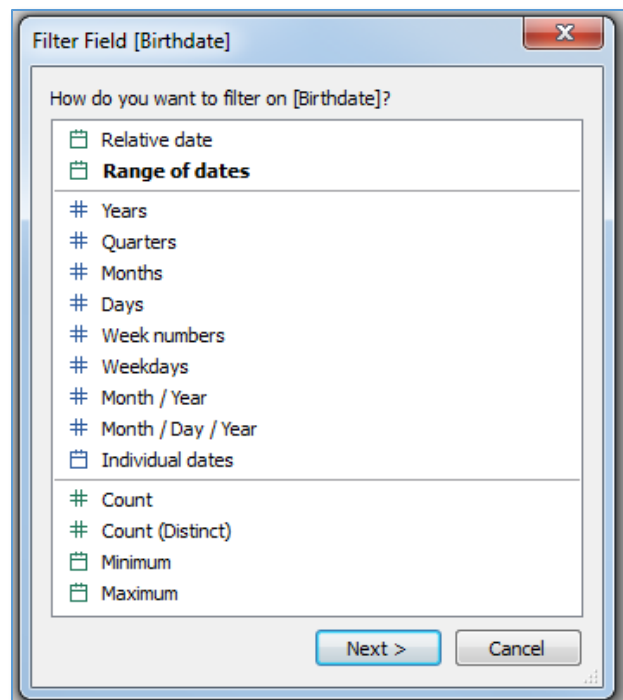 Filter Field [Birthdate]
How do you want to filter on [Birthdate]?
Relative date
Range of dates
# Years
# Quarters
# Months
# Days
# Week numbers
# Weekdays
# Month / Year
# Month / Day / Year
Individual dates
# Count
# Count (Distinct)
Minimum
Maximum
Next >
Cancel